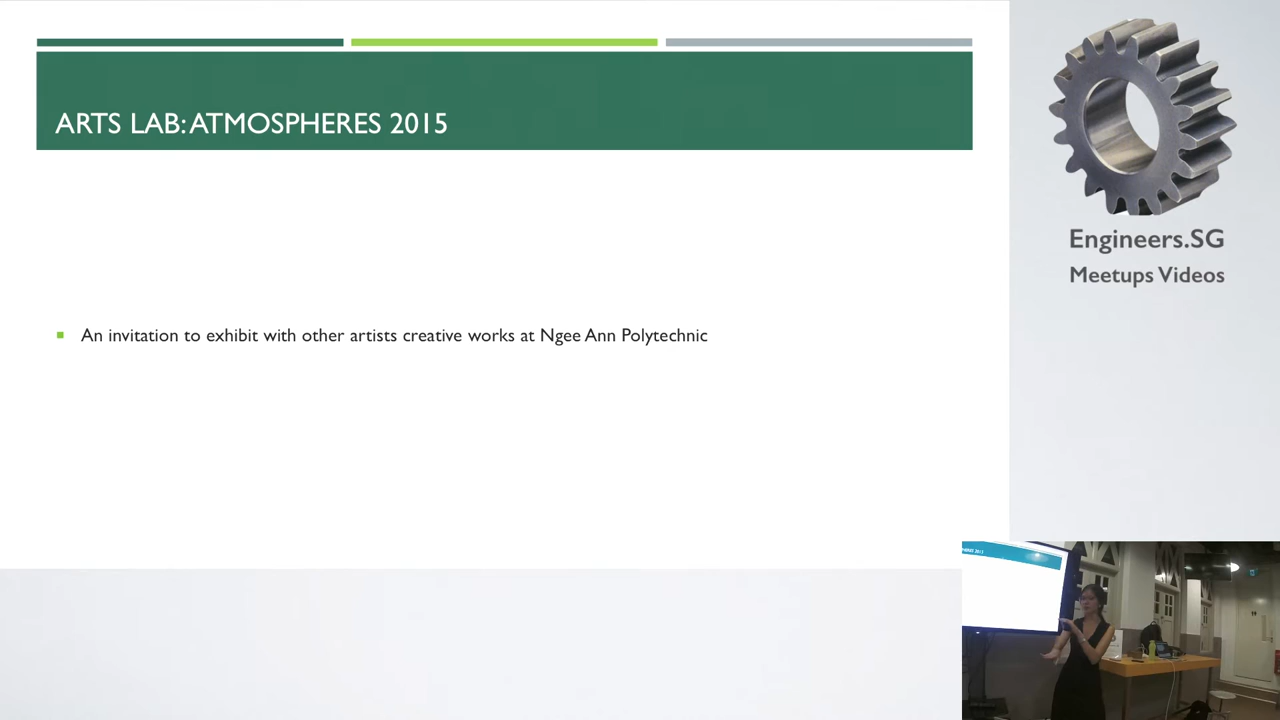 ARTS LAB: ATMOSPHERES 2015
An invitation to exhibit with other artists creative works at Ngee Ann Polytechnic
Engineers.SG
Meetups Videos